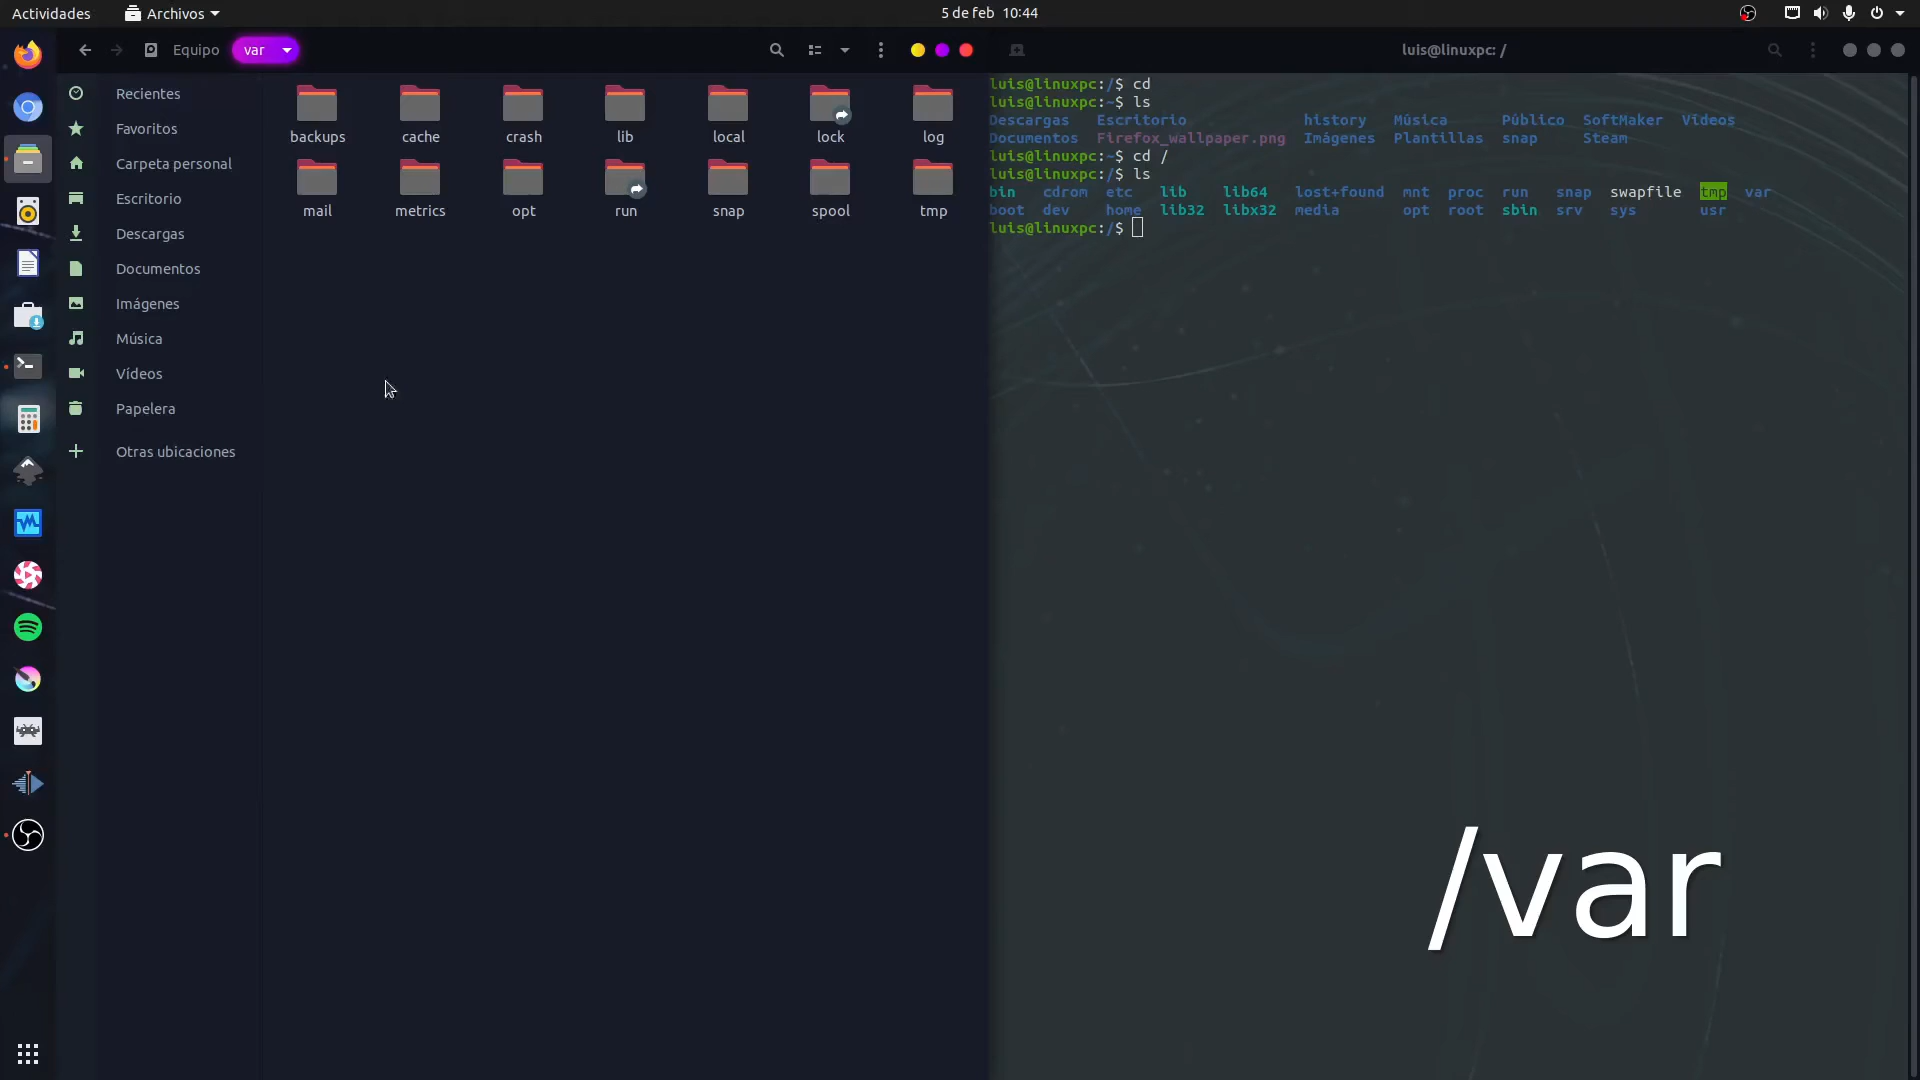 Actividades Archivos 5 de feb 10:44
Equipo var
luis@linuxpc: /
Recientes
Favoritos
Carpeta personal
Escritorio
Descargas
Documentos
Imágenes
Música
Vídeos
Papelera
Otras ubicaciones
backups cache crash lib local lock log
mail metrics opt run snap spool tmp
luis@linuxpc:/$ cd
luis@linuxpc:~$ ls
Descargas Escritorio history Música Público SoftMaker Vídeos
Documentos Firefox_wallpaper.png Imágenes Plantillas snap Steam
luis@linuxpc:~$ cd /
luis@linuxpc:/$ ls
bin cdrom etc lib lib64 lost+found mnt proc run snap swapfile tmp var
boot dev home lib32 libx32 media opt root sbin srv sys usr
luis@linuxpc:/$
/var